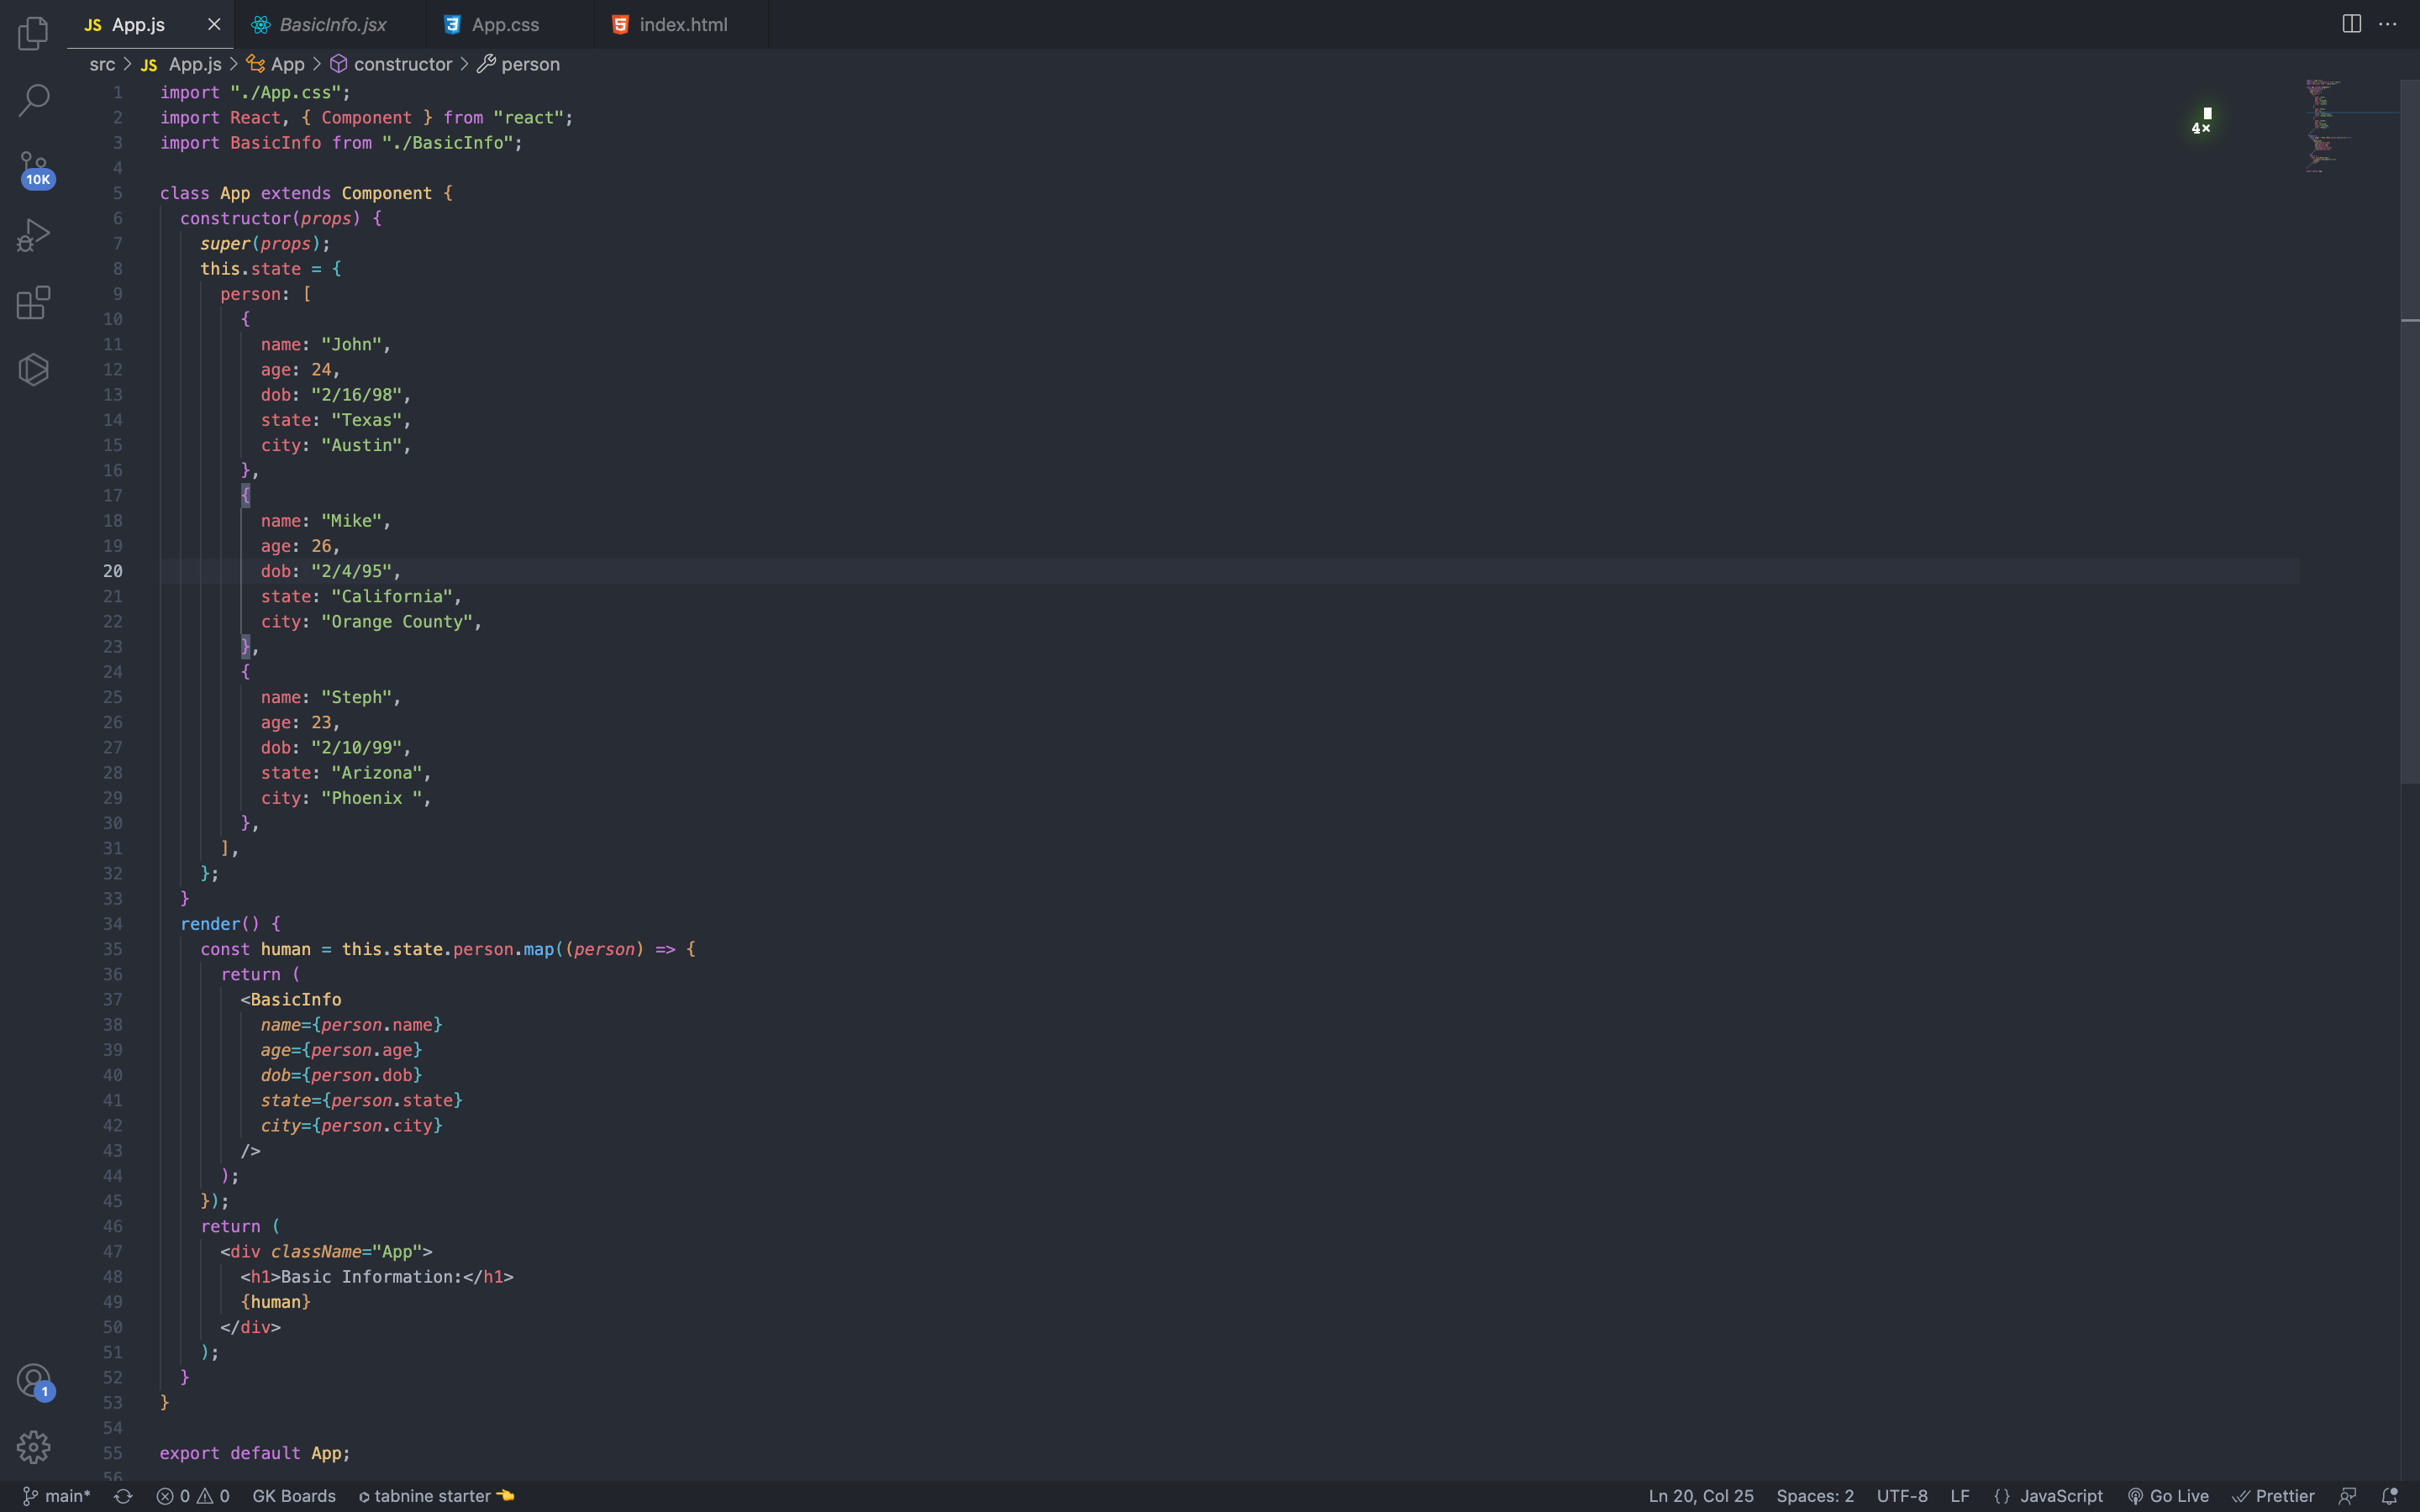 JS App.js BasicInfo.jsx App.css index.html
src > JS App.js > App > constructor > person
10K
1 import "./App.css";
2 import React, { Component } from "react";
3 import BasicInfo from "./BasicInfo";
4
5 class App extends Component {
6 constructor(props) {
7 super(props);
8 this.state = {
9 person: [
10 {
11 name: "John",
12 age: 24,
13 dob: "2/16/98",
14 state: "Texas",
15 city: "Austin",
16 },
17 {
18 name: "Mike",
19 age: 26,
20 dob: "2/4/95",
21 state: "California",
22 city: "Orange County",
23 },
24 {
25 name: "Steph",
26 age: 23,
27 dob: "2/10/99",
28 state: "Arizona",
29 city: "Phoenix ",
30 },
31 ],
32 };
33 }
34 render() {
35 const human = this.state.person.map((person) => {
36 return (
37 <BasicInfo
38 name={person.name}
39 age={person.age}
40 dob={person.dob}
41 state={person.state}
42 city={person.city}
43 />
44 );
45 });
46 return (
47 <div className="App">
48 <h1>Basic Information:</h1>
49 {human}
50 </div>
51 );
52 }
53 }
54
55 export default App;
56
4×
1
main* 0 0 GK Boards tabnine starter Ln 20, Col 25 Spaces: 2 UTF-8 LF {} JavaScript Go Live Prettier